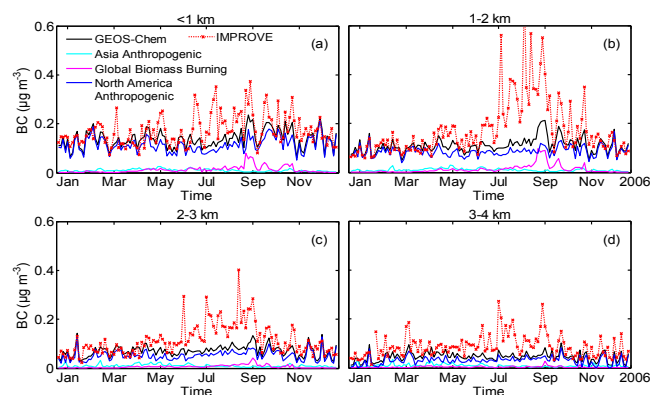 <1 km
1-2 km
GEOS-Chem
IMPROVE
(a)
(b)
Asia Anthropogenic
Global Biomass Burning
North America
Anthropogenic
BC (µg m⁻³)
0.6
0.4
0.2
0
Jan Mar May Jul Sep Nov
Time
Jan Mar May Jul Sep Nov 2006
Time
2-3 km
3-4 km
(c)
(d)
BC (µg m⁻³)
0.6
0.4
0.2
0
Jan Mar May Jul Sep Nov
Time
Jan Mar May Jul Sep Nov 2006
Time